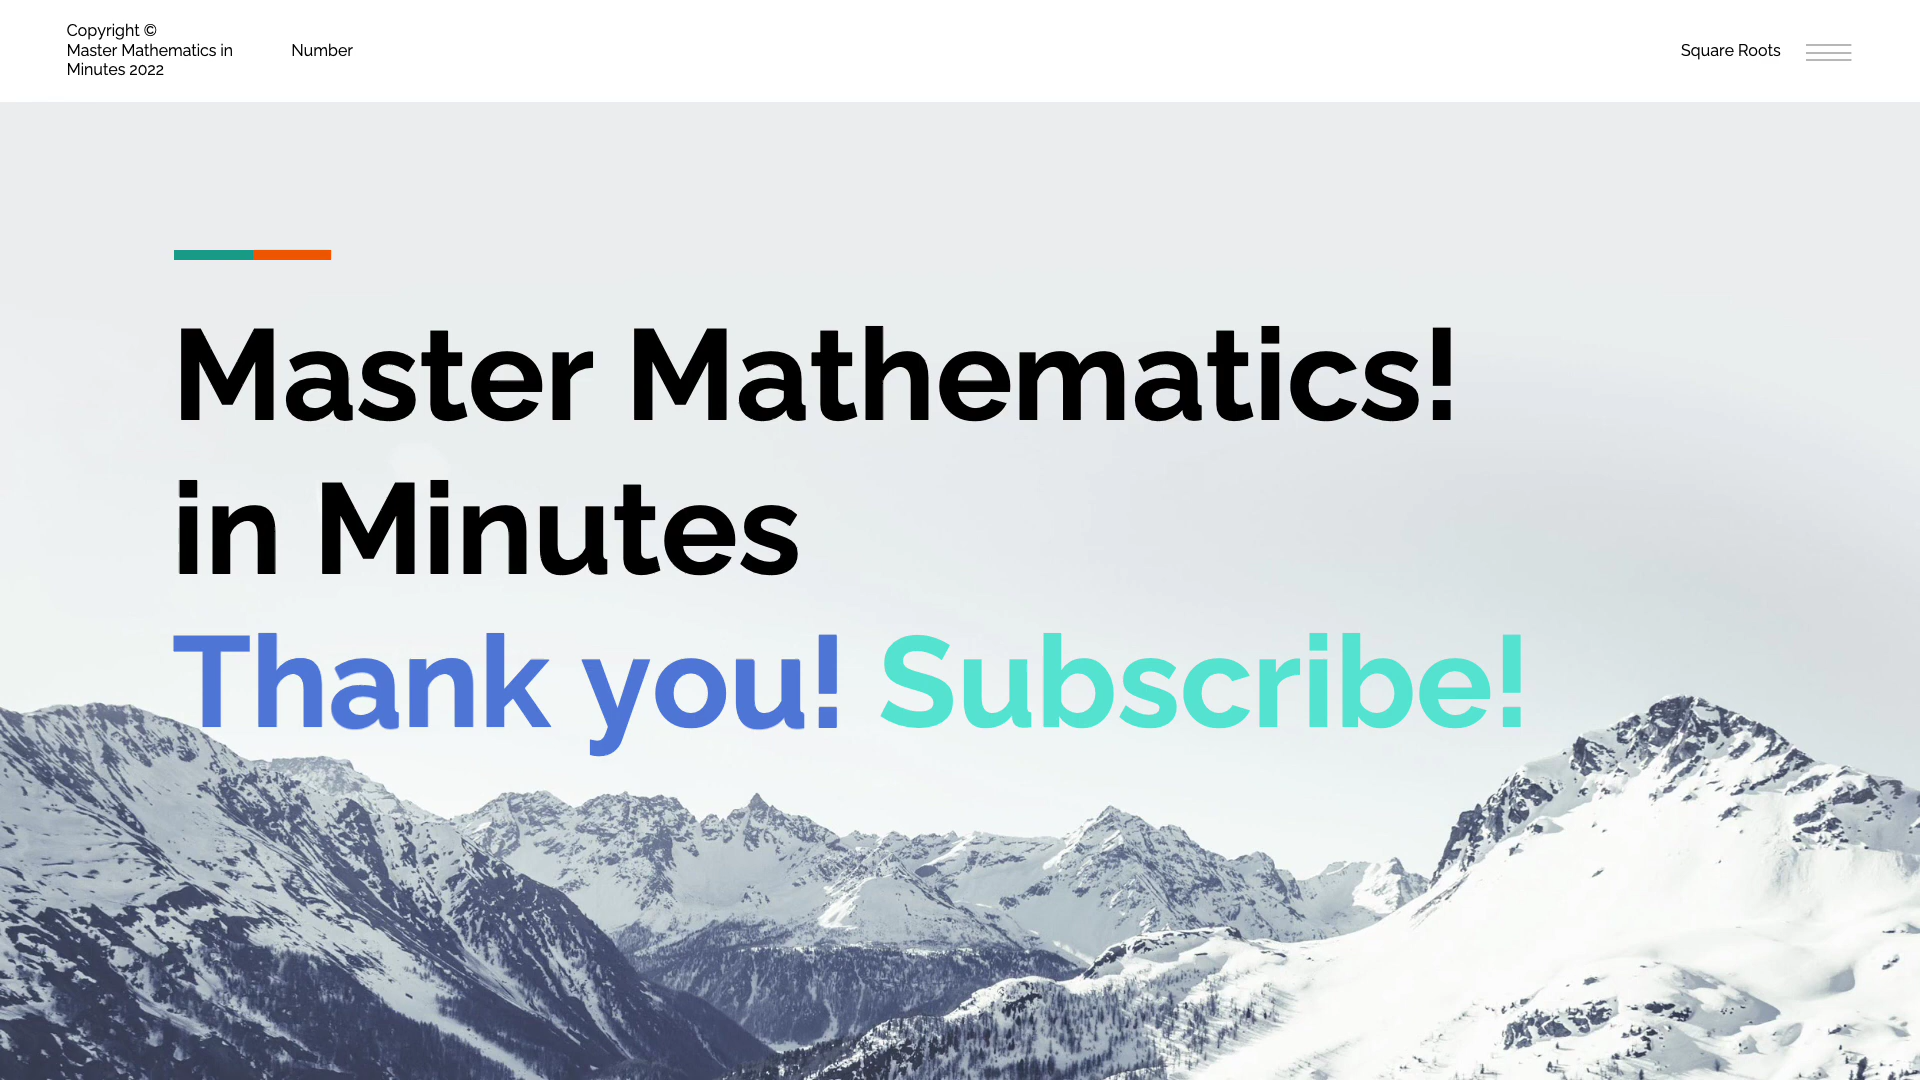 Copyright ©
Master Mathematics in
Minutes 2022
Number
Square Roots
Master Mathematics!
in Minutes
Thank you! Subscribe!